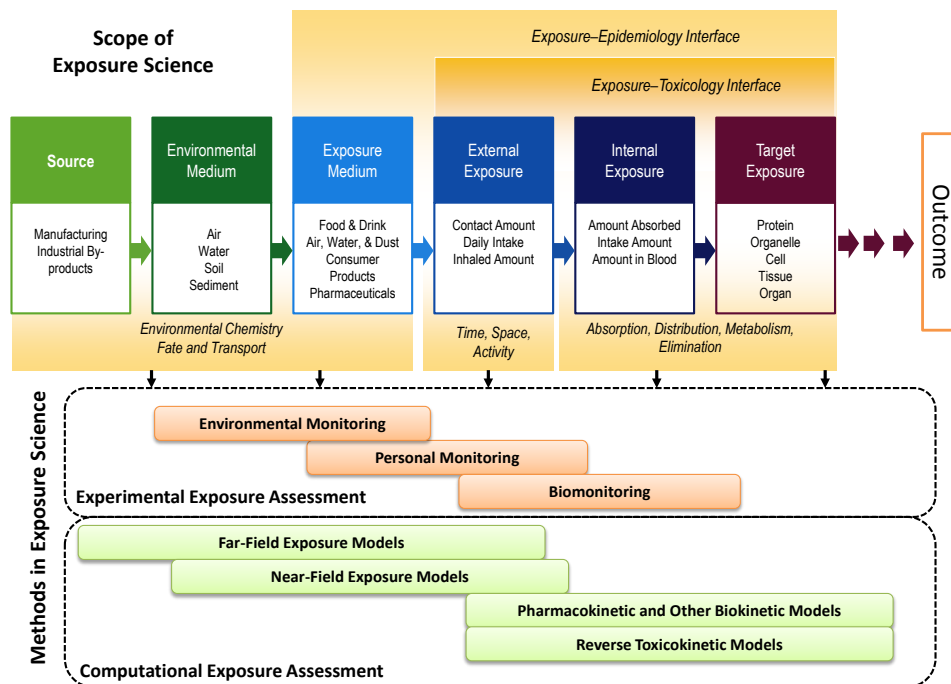 Scope of
Exposure Science
Exposure–Epidemiology Interface
Exposure–Toxicology Interface
Source
Manufacturing
Industrial By-
products
Environmental
Medium
Air
Water
Soil
Sediment
Exposure
Medium
Food & Drink
Air, Water, & Dust
Consumer
Products
Pharmaceuticals
External
Exposure
Contact Amount
Daily Intake
Inhaled Amount
Internal
Exposure
Amount Absorbed
Intake Amount
Amount in Blood
Target
Exposure
Protein
Organelle
Cell
Tissue
Organ
Outcome
Environmental Chemistry
Fate and Transport
Time, Space,
Activity
Absorption, Distribution, Metabolism,
Elimination
Methods in Exposure Science
Environmental Monitoring
Personal Monitoring
Biomonitoring
Experimental Exposure Assessment
Far-Field Exposure Models
Near-Field Exposure Models
Pharmacokinetic and Other Biokinetic Models
Reverse Toxicokinetic Models
Computational Exposure Assessment